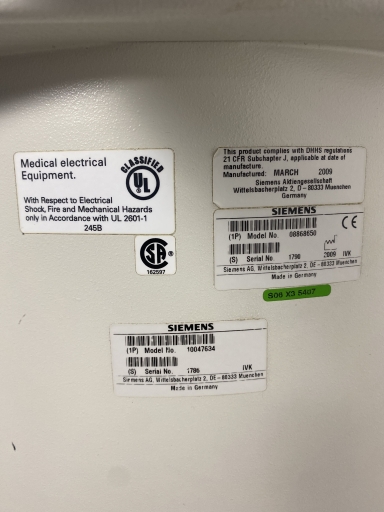 Medical electrical
Equipment.
CLASSIFIED
UL
With Respect to Electrical
Shock, Fire and Mechanical Hazards
only in Accordance with UL 2601-1
245B
SA
162597
This product complies with DHHS regulations
21 CFR Subchapter J, applicable at date of
manufacture.
Manufactured: MARCH 2009
Siemens Aktiengesellschaft
Wittelsbacherplatz 2, D - 80333 Muenchen
Germany
SIEMENS
(1P) Model No. 08868650
CE
2009
(S) Serial No. 1798 IVK
Siemens AG, Wittelsbacherplatz 2, DE - 80333 Muenchen
Made in Germany
SIEMENS
(1P) Model No. 10047634
(S) Serial No. 1786 IVK
Siemens AG, Wittelsbacherplatz 2, DE - 80333 Muenchen
Made in Germany